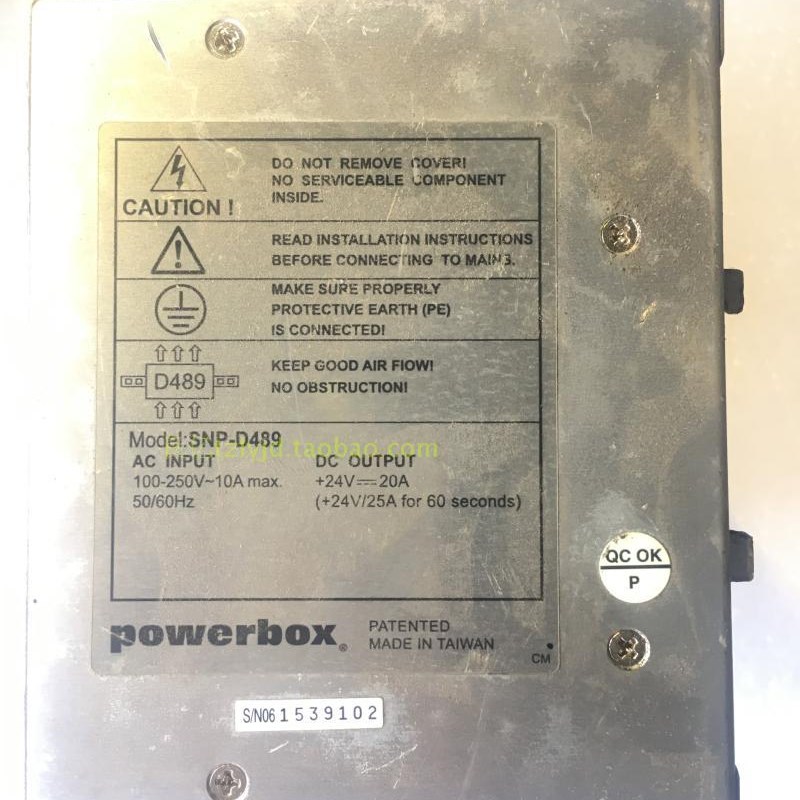 DO NOT REMOVE COVER!
NO SERVICEABLE COMPONENT
INSIDE.
CAUTION !
READ INSTALLATION INSTRUCTIONS
BEFORE CONNECTING TO MAINS.
MAKE SURE PROPERLY
PROTECTIVE EARTH (PE)
IS CONNECTED!
D489
KEEP GOOD AIR FlOW!
NO OBSTRUCTION!
Model:SNP-D489
taobao.com
AC INPUT
100-250V~10A max.
50/60Hz
DC OUTPUT
+24V⎓20A
(+24V/25A for 60 seconds)
QC OK
P
powerbox®
PATENTED
MADE IN TAIWAN
CM
S/N061539102